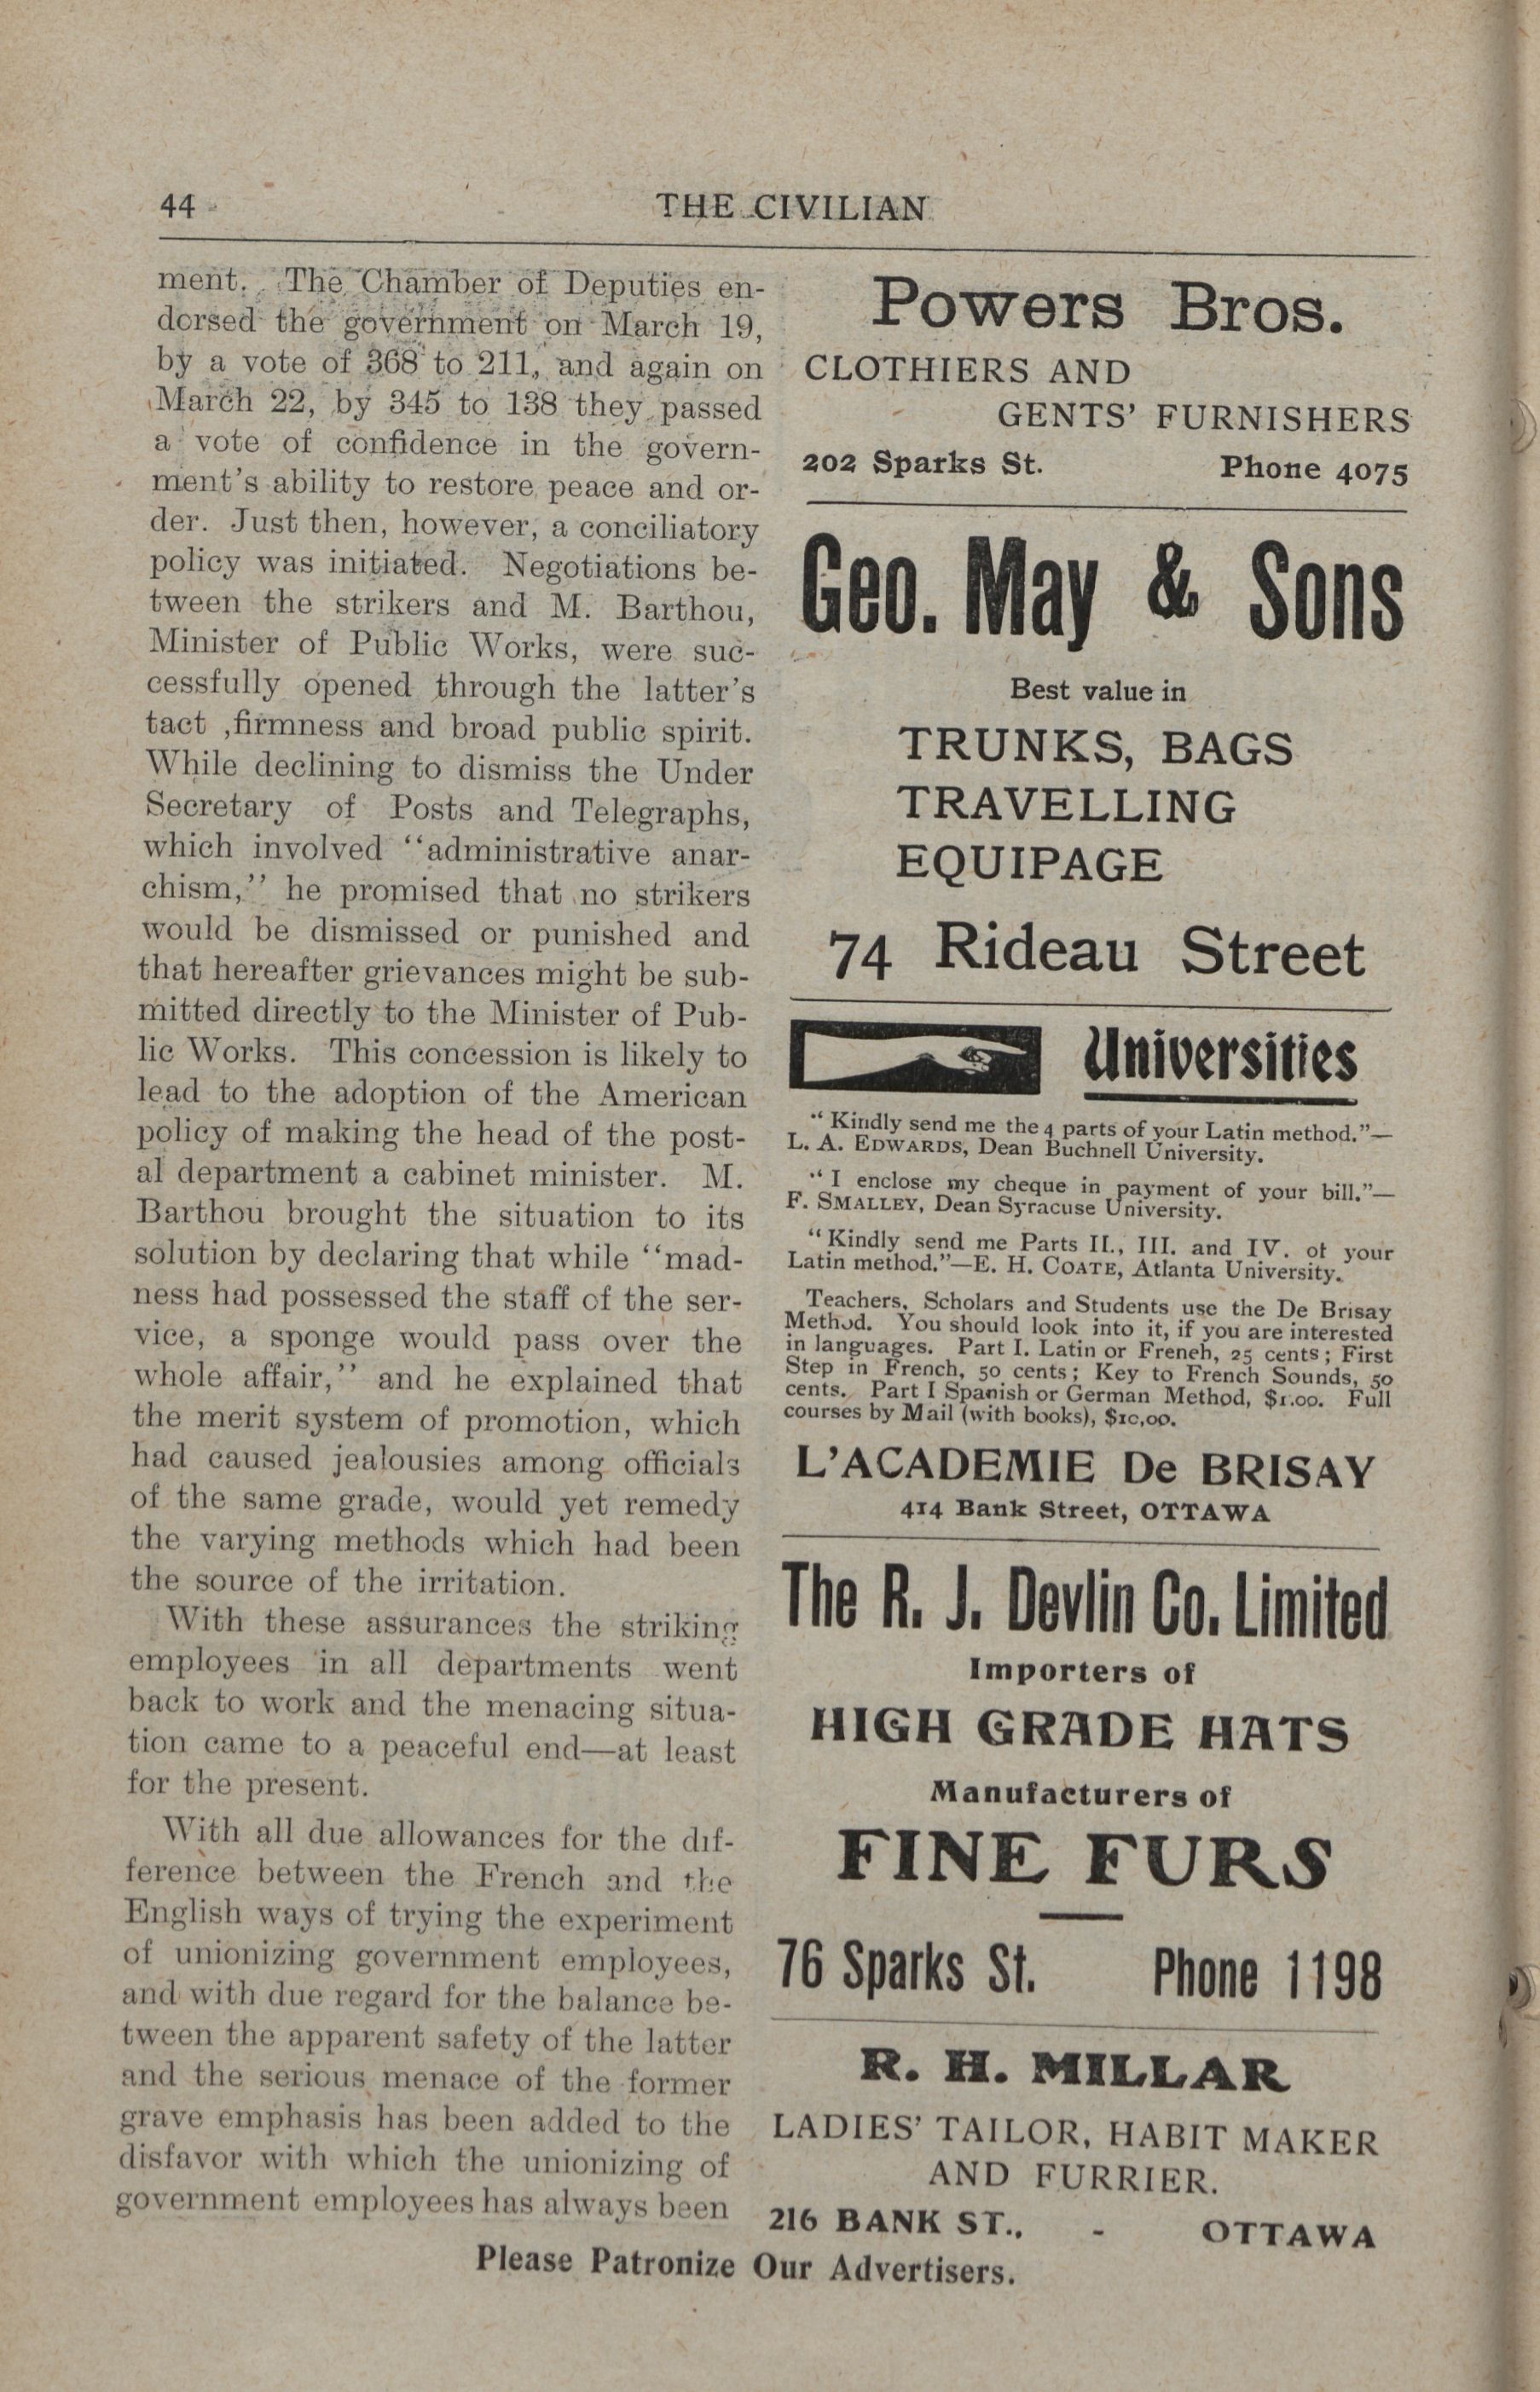 44
THE CIVILIAN
ment. The Chamber of Deputies en-
dorsed the government on March 19,
by a vote of 368 to 211, and again on
March 22, by 345 to 138 they passed
a vote of confidence in the govern-
ment's ability to restore peace and or-
der. Just then, however, a conciliatory
policy was initiated. Negotiations be-
tween the strikers and M. Barthou,
Minister of Public Works, were suc-
cessfully opened through the latter's
tact ,firmness and broad public spirit.
While declining to dismiss the Under
Secretary of Posts and Telegraphs,
which involved "administrative anar-
chism," he promised that no strikers
would be dismissed or punished and
that hereafter grievances might be sub-
mitted directly to the Minister of Pub-
lic Works. This concession is likely to
lead to the adoption of the American
policy of making the head of the post-
al department a cabinet minister. M.
Barthou brought the situation to its
solution by declaring that while "mad-
ness had possessed the staff of the ser-
vice, a sponge would pass over the
whole affair," and he explained that
the merit system of promotion, which
had caused jealousies among officials
of the same grade, would yet remedy
the varying methods which had been
the source of the irritation.
With these assurances the striking
employees in all departments went
back to work and the menacing situa-
tion came to a peaceful end—at least
for the present.
With all due allowances for the dif-
ference between the French and the
English ways of trying the experiment
of unionizing government employees,
and with due regard for the balance be-
tween the apparent safety of the latter
and the serious menace of the former
grave emphasis has been added to the
disfavor with which the unionizing of
government employees has always been
Powers Bros.
CLOTHIERS AND
GENTS' FURNISHERS
202 Sparks St. Phone 4075
Geo. May & Sons
Best value in
TRUNKS, BAGS
TRAVELLING
EQUIPAGE
74 Rideau Street
Universities
"Kindly send me the 4 parts of your Latin method."—
L. A. EDWARDS, Dean Buchnell University.
"I enclose my cheque in payment of your bill."—
F. SMALLEY, Dean Syracuse University.
"Kindly send me Parts II., III. and IV. of your
Latin method."—E. H. COATE, Atlanta University.
Teachers, Scholars and Students use the De Brisay
Method. You should look into it, if you are interested
in languages. Part I. Latin or Freneh, 25 cents; First
Step in French, 50 cents; Key to French Sounds, 50
cents. Part I Spanish or German Method, $1.00. Full
courses by Mail (with books), $10,00.
L'ACADEMIE De BRISAY
414 Bank Street, OTTAWA
The R. J. Devlin Co. Limited
Importers of
HIGH GRADE HATS
Manufacturers of
FINE FURS
76 Sparks St. Phone 1198
R. H. MILLAR
LADIES' TAILOR, HABIT MAKER
AND FURRIER.
216 BANK ST., - OTTAWA
Please Patronize Our Advertisers.